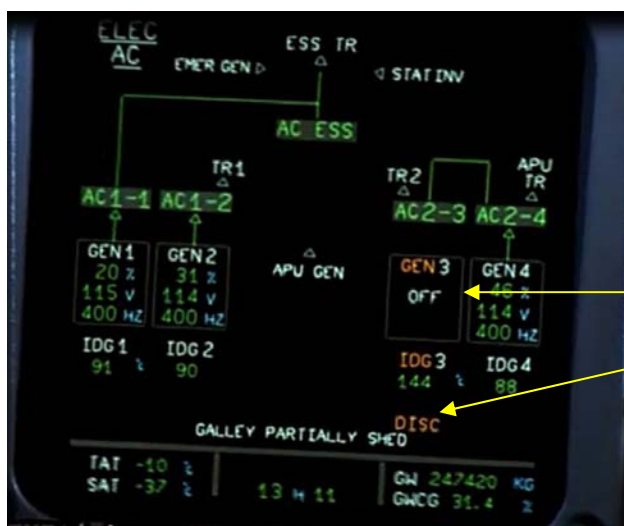 ELEC
AC
ESS TR
EMER GEN
STAT INV
AC ESS
TR1
TR2
APU
TR
AC1-1 AC1-2
AC2-3 AC2-4
GEN 1
20 %
115 V
400 HZ
GEN 2
31 %
114 V
400 HZ
APU GEN
GEN 3
OFF
GEN 4
46 %
114 V
400 HZ
IDG 1
91 °C
IDG 2
90
IDG 3
144 °C
IDG 4
88
DISC
GALLEY PARTIALLY SHED
TAT -10 °C
SAT -37 °C
13 H 11
GW 247420 KG
GWCG 31.4 %